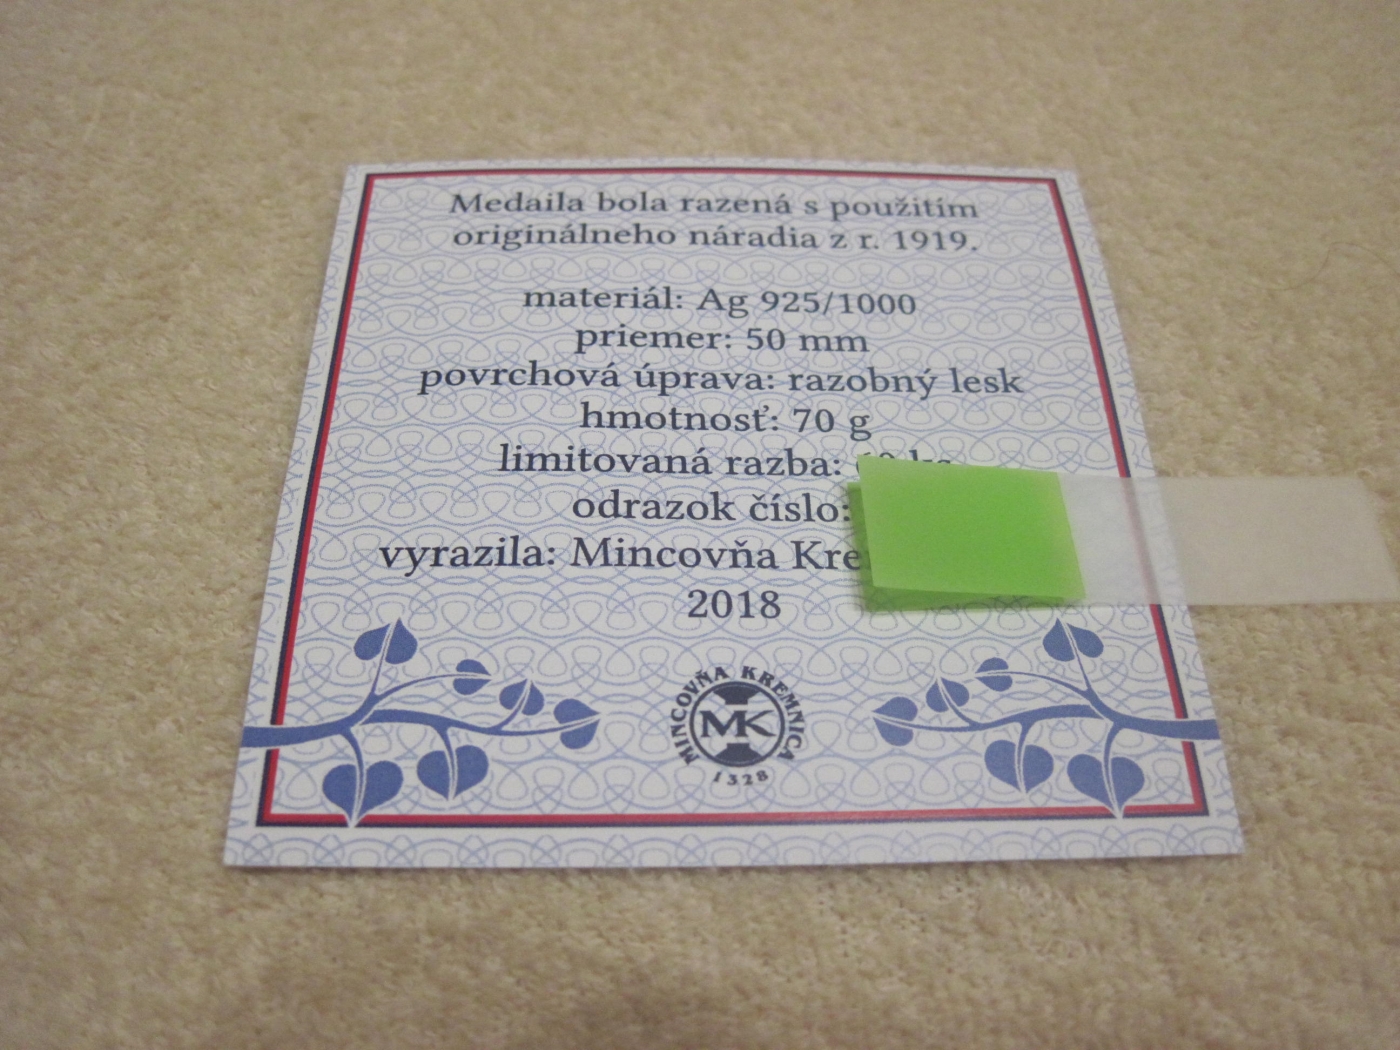 Medaila bola razená s použitím
originálneho náradia z r. 1919.
materiál: Ag 925/1000
priemer: 50 mm
povrchová úprava: razobný lesk
hmotnosť: 70 g
limitovaná razba: ks
odrazok číslo:
vyrazila: Mincovňa
2018
MINCOVŇA KREMNICA
MK
1328